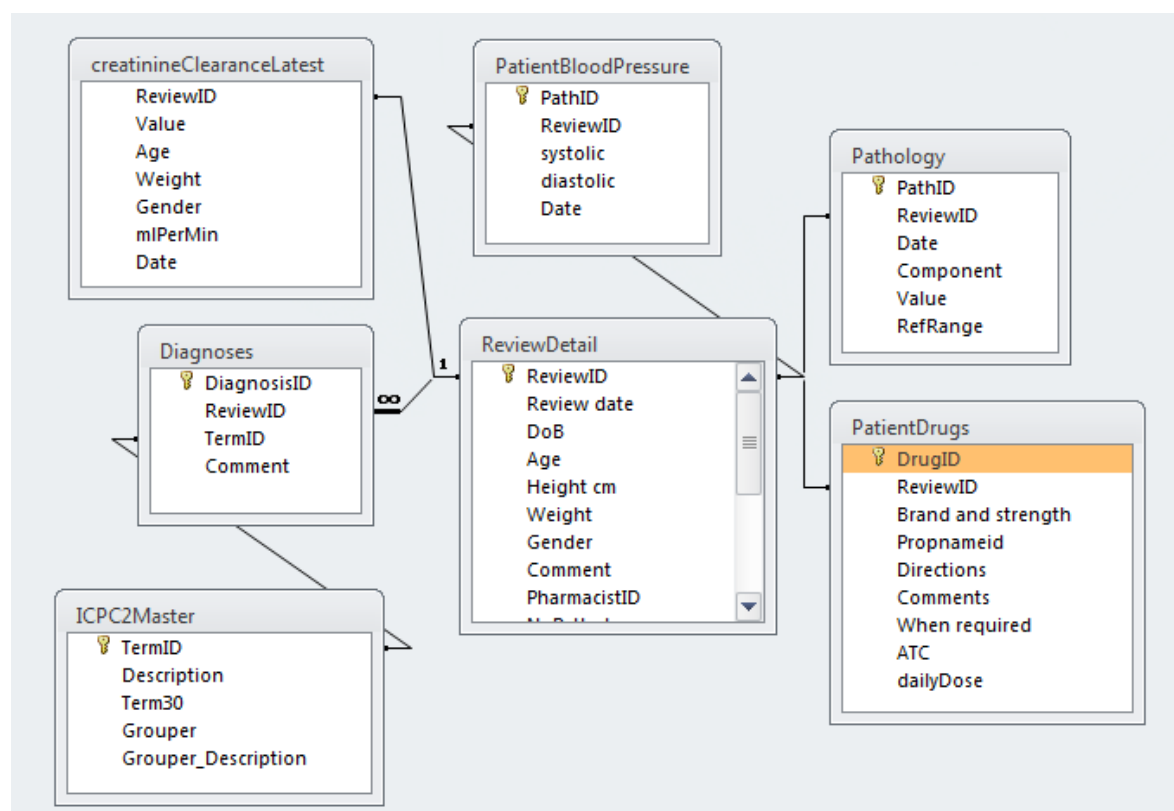 creatinineClearanceLatest
ReviewID
Value
Age
Weight
Gender
mlPerMin
Date
PatientBloodPressure
PathID
ReviewID
systolic
diastolic
Date
Pathology
PathID
ReviewID
Date
Component
Value
RefRange
Diagnoses
DiagnosisID
ReviewID
TermID
Comment
∞
1
ReviewDetail
ReviewID
Review date
DoB
Age
Height cm
Weight
Gender
Comment
PharmacistID
PatientDrugs
DrugID
ReviewID
Brand and strength
Propnameid
Directions
Comments
When required
ATC
dailyDose
ICPC2Master
TermID
Description
Term30
Grouper
Grouper_Description